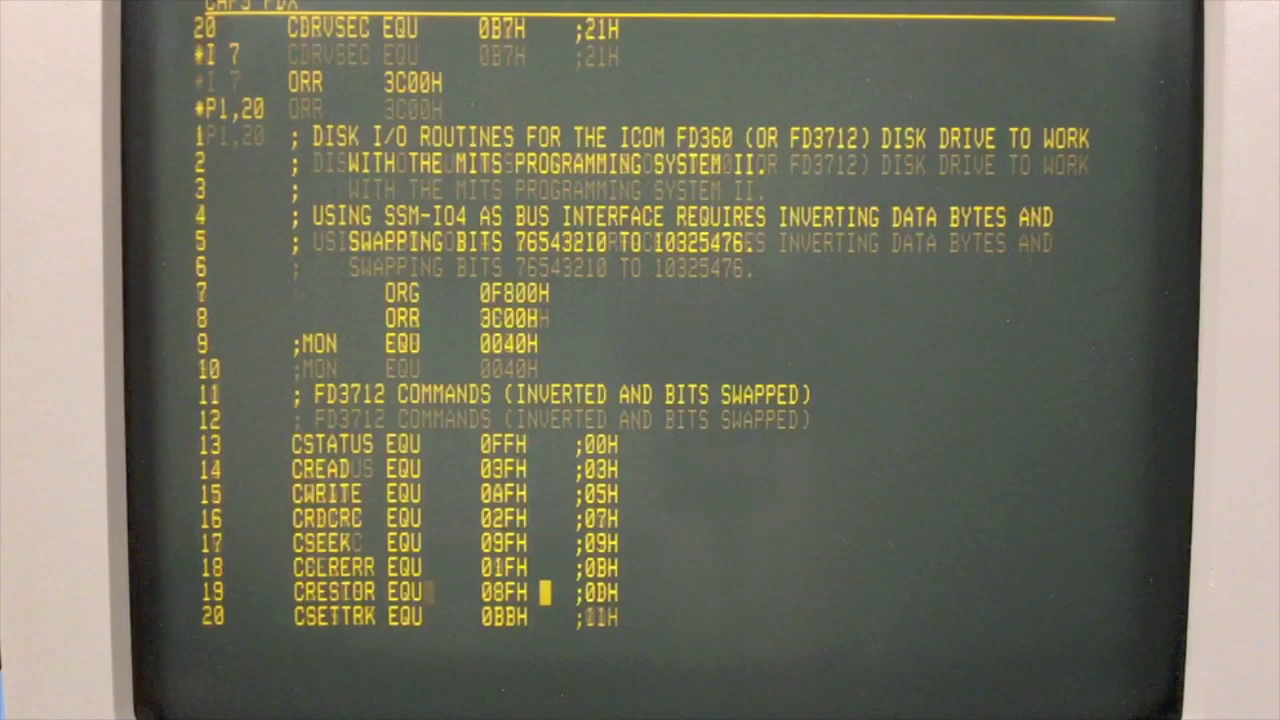 CAPS PDX
20 CDRVSEC EQU 0B7H ;21H
*I 7
ORR 3C00H
*P1,20
1 ; DISK I/O ROUTINES FOR THE ICOM FD360 (OR FD3712) DISK DRIVE TO WORK
2 ; WITH THE MITS PROGRAMMING SYSTEM II.
3 ;
4 ; USING SSM-IO4 AS BUS INTERFACE REQUIRES INVERTING DATA BYTES AND
5 ; SWAPPING BITS 76543210 TO 10325476.
6 ;
7 ORG 0F800H
8 ORR 3C00H
9 ;MON EQU 0040H
10
11 ; FD3712 COMMANDS (INVERTED AND BITS SWAPPED)
12
13 CSTATUS EQU 0FFH ;00H
14 CREAD EQU 03FH ;03H
15 CWRITE EQU 0AFH ;05H
16 CRDCRC EQU 02FH ;07H
17 CSEEK EQU 09FH ;09H
18 CCLRERR EQU 01FH ;0BH
19 CRESTOR EQU 08FH ;0DH
20 CSETTRK EQU 0BBH ;11H